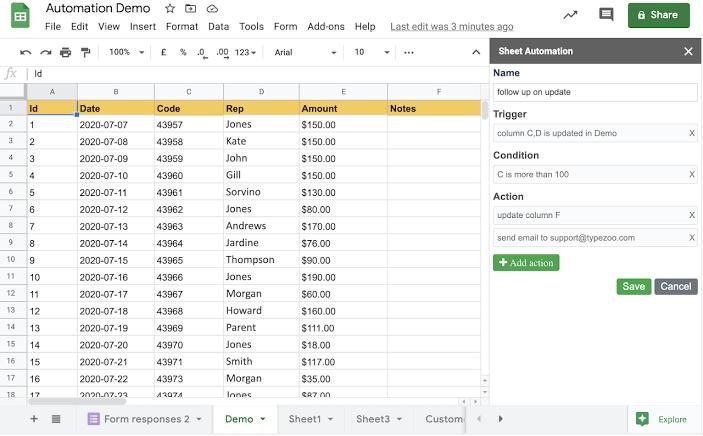 Automation Demo
File Edit View Insert Format Data Tools Form Add-ons Help Last edit was 3 minutes ago
Share
100% £ % .0 .00 123 Arial 10 ...
fx Id
A B C D E F
1 Id Date Code Rep Amount Notes
2 1 2020-07-07 43957 Jones $150.00
3 2 2020-07-08 43958 Kate $150.00
4 3 2020-07-09 43959 John $150.00
5 4 2020-07-10 43960 Gill $150.00
6 5 2020-07-11 43961 Sorvino $130.00
7 6 2020-07-12 43962 Jones $80.00
8 7 2020-07-13 43963 Andrews $170.00
9 8 2020-07-14 43964 Jardine $76.00
10 9 2020-07-15 43965 Thompson $90.00
11 10 2020-07-16 43966 Jones $190.00
12 11 2020-07-17 43967 Morgan $60.00
13 12 2020-07-18 43968 Howard $160.00
14 13 2020-07-19 43969 Parent $111.00
15 14 2020-07-20 43970 Jones $18.00
16 15 2020-07-21 43971 Smith $117.00
17 16 2020-07-22 43973 Morgan $35.00
18 17 2020-07-23 43974 Jones $87.00
Sheet Automation X
Name
follow up on update
Trigger
column C,D is updated in Demo X
Condition
C is more than 100 X
Action
update column F X
send email to support@typezoo.com X
+ Add action
Save Cancel
+ Form responses 2 Demo Sheet1 Sheet3 Custom Explore